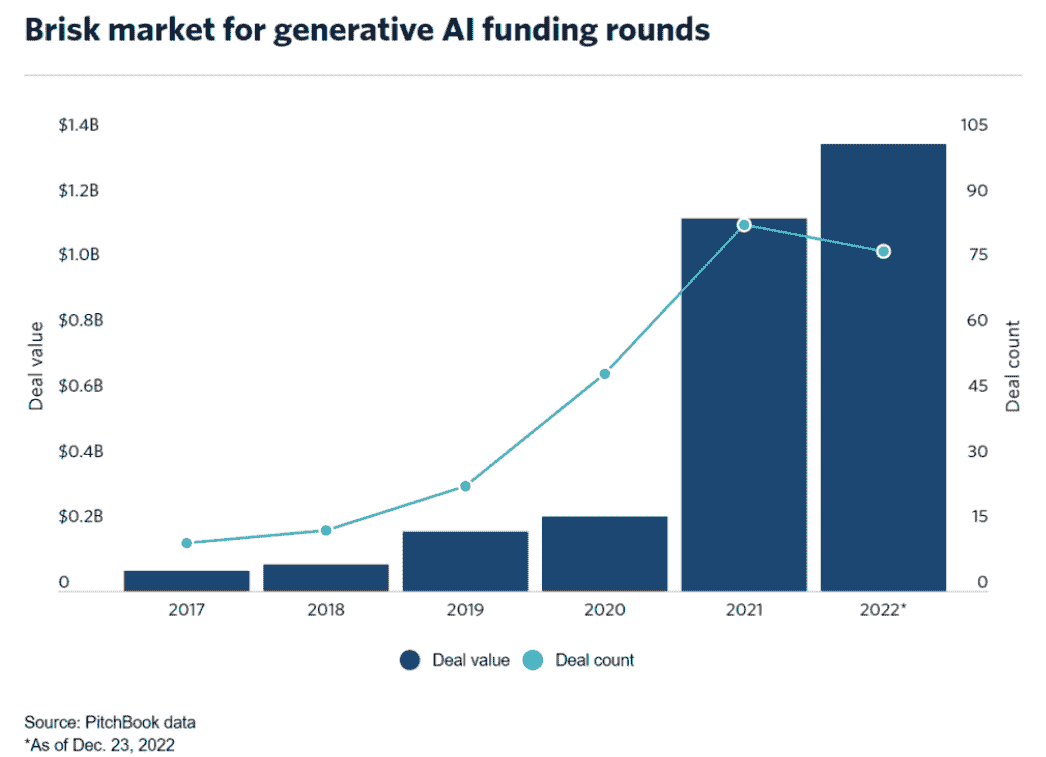 Brisk market for generative AI funding rounds
$1.4B
$1.2B
$1.0B
$0.8B
$0.6B
$0.4B
$0.2B
0
Deal value
105
90
75
60
45
30
15
0
Deal count
2017 2018 2019 2020 2021 2022*
Deal value Deal count
Source: PitchBook data
*As of Dec. 23, 2022